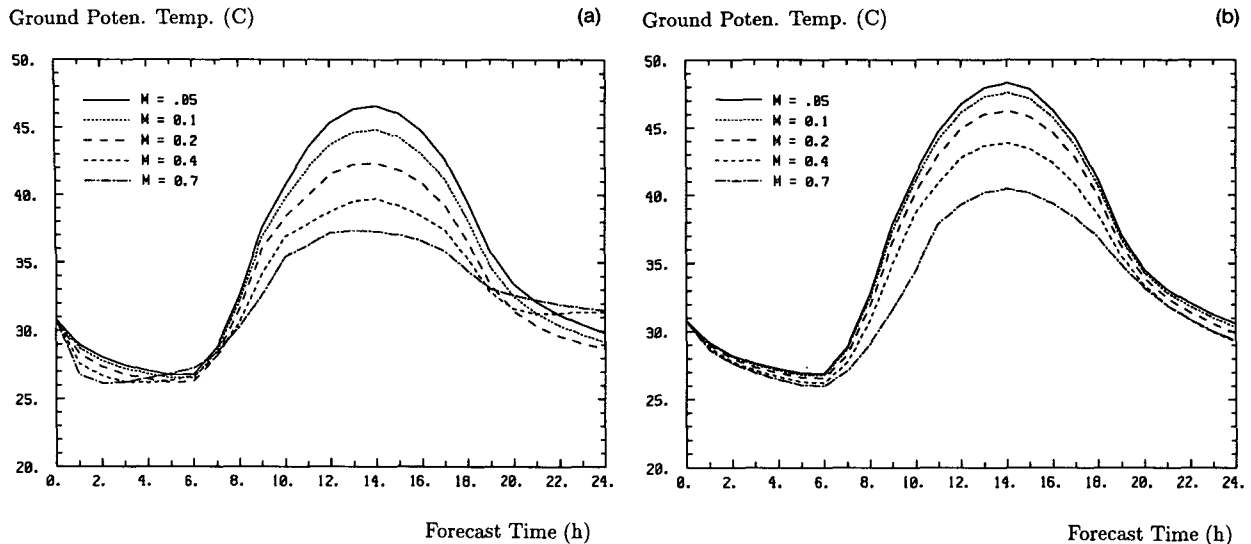 Ground Poten. Temp. (C)
(a)
50.
45.
40.
35.
30.
25.
20.
M = .05
M = 0.1
M = 0.2
M = 0.4
M = 0.7
0. 2. 4. 6. 8. 10. 12. 14. 16. 18. 20. 22. 24.
Forecast Time (h)
Ground Poten. Temp. (C)
(b)
50.
45.
40.
35.
30.
25.
20.
M = .05
M = 0.1
M = 0.2
M = 0.4
M = 0.7
0. 2. 4. 6. 8. 10. 12. 14. 16. 18. 20. 22. 24.
Forecast Time (h)